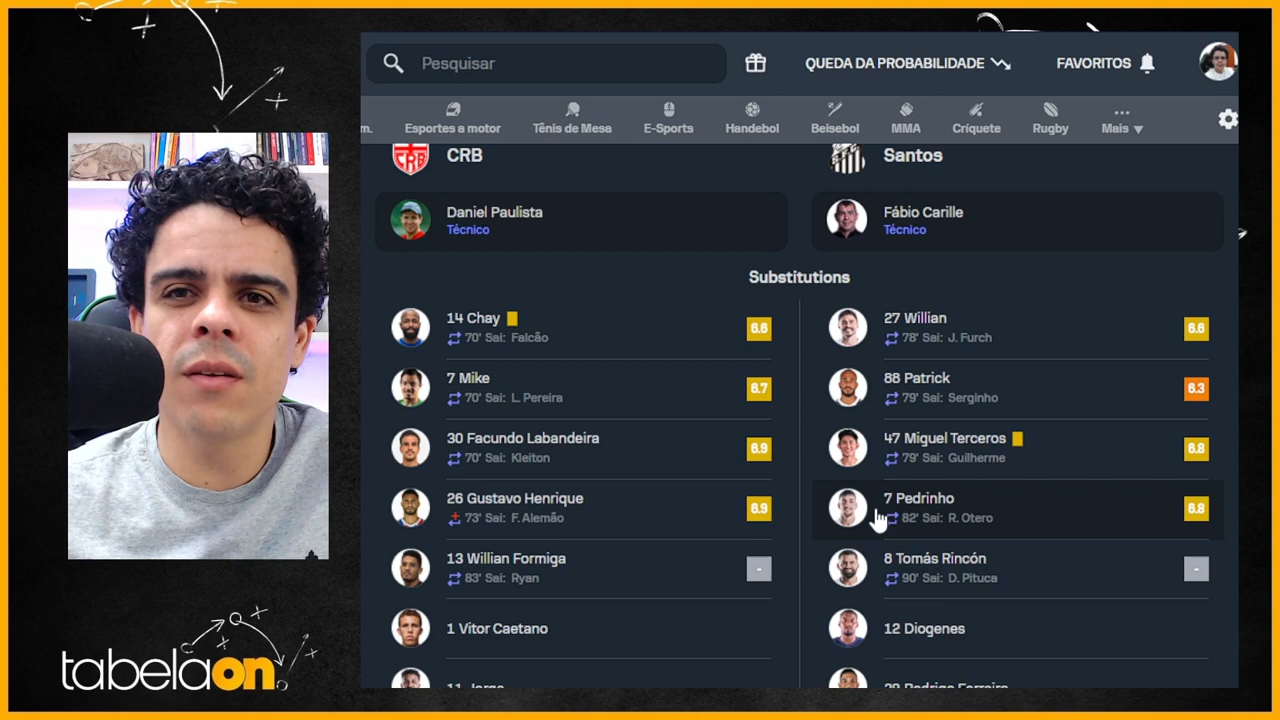 Pesquisar
QUEDA DA PROBABILIDADE
FAVORITOS
m.
Esportes a motor
Tênis de Mesa
E-Sports
Handebol
Beisebol
MMA
Críquete
Rugby
Mais ▼
CRB
Santos
Daniel Paulista
Técnico
Fábio Carille
Técnico
Substitutions
14 Chay
70' Sai: Falcão
6.6
7 Mike
70' Sai: L. Pereira
6.7
30 Facundo Labandeira
70' Sai: Kleiton
6.9
26 Gustavo Henrique
73' Sai: F. Alemão
6.9
13 Willian Formiga
83' Sai: Ryan
-
1 Vitor Caetano
27 Willian
78' Sai: J. Furch
6.6
88 Patrick
79' Sai: Serginho
6.3
47 Miguel Terceros
79' Sai: Guilherme
6.8
7 Pedrinho
82' Sai: R. Otero
6.8
8 Tomás Rincón
90' Sai: D. Pituca
-
12 Diogenes
tabelaon